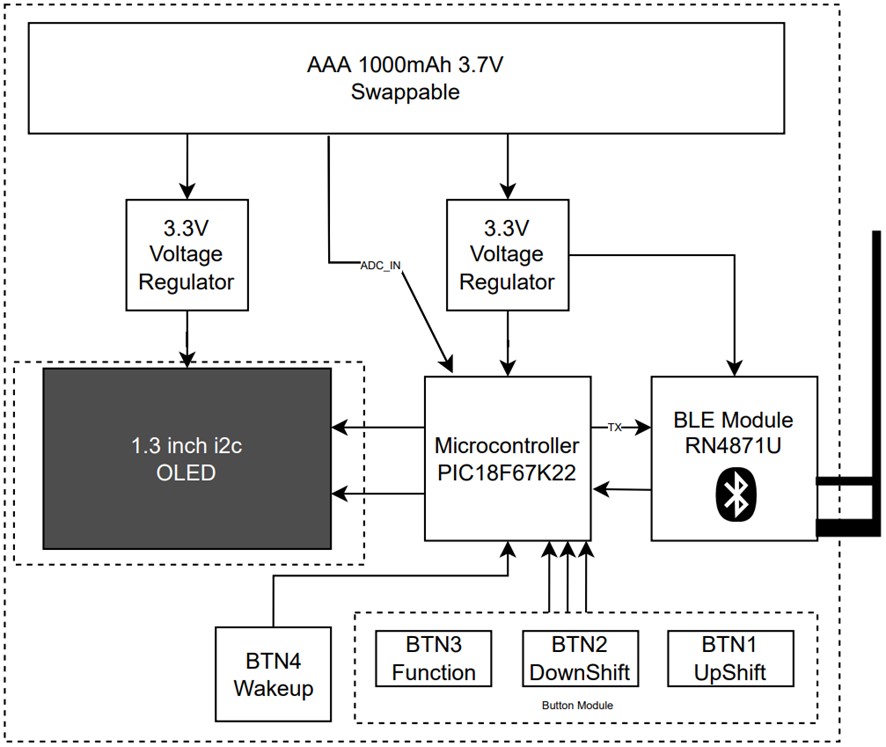 AAA 1000mAh 3.7V
Swappable
3.3V
Voltage
Regulator
3.3V
Voltage
Regulator
ADC_IN
1.3 inch i2c
OLED
Microcontroller
PIC18F67K22
TX
BLE Module
RN4871U
BTN4
Wakeup
BTN3
Function
BTN2
DownShift
BTN1
UpShift
Button Module